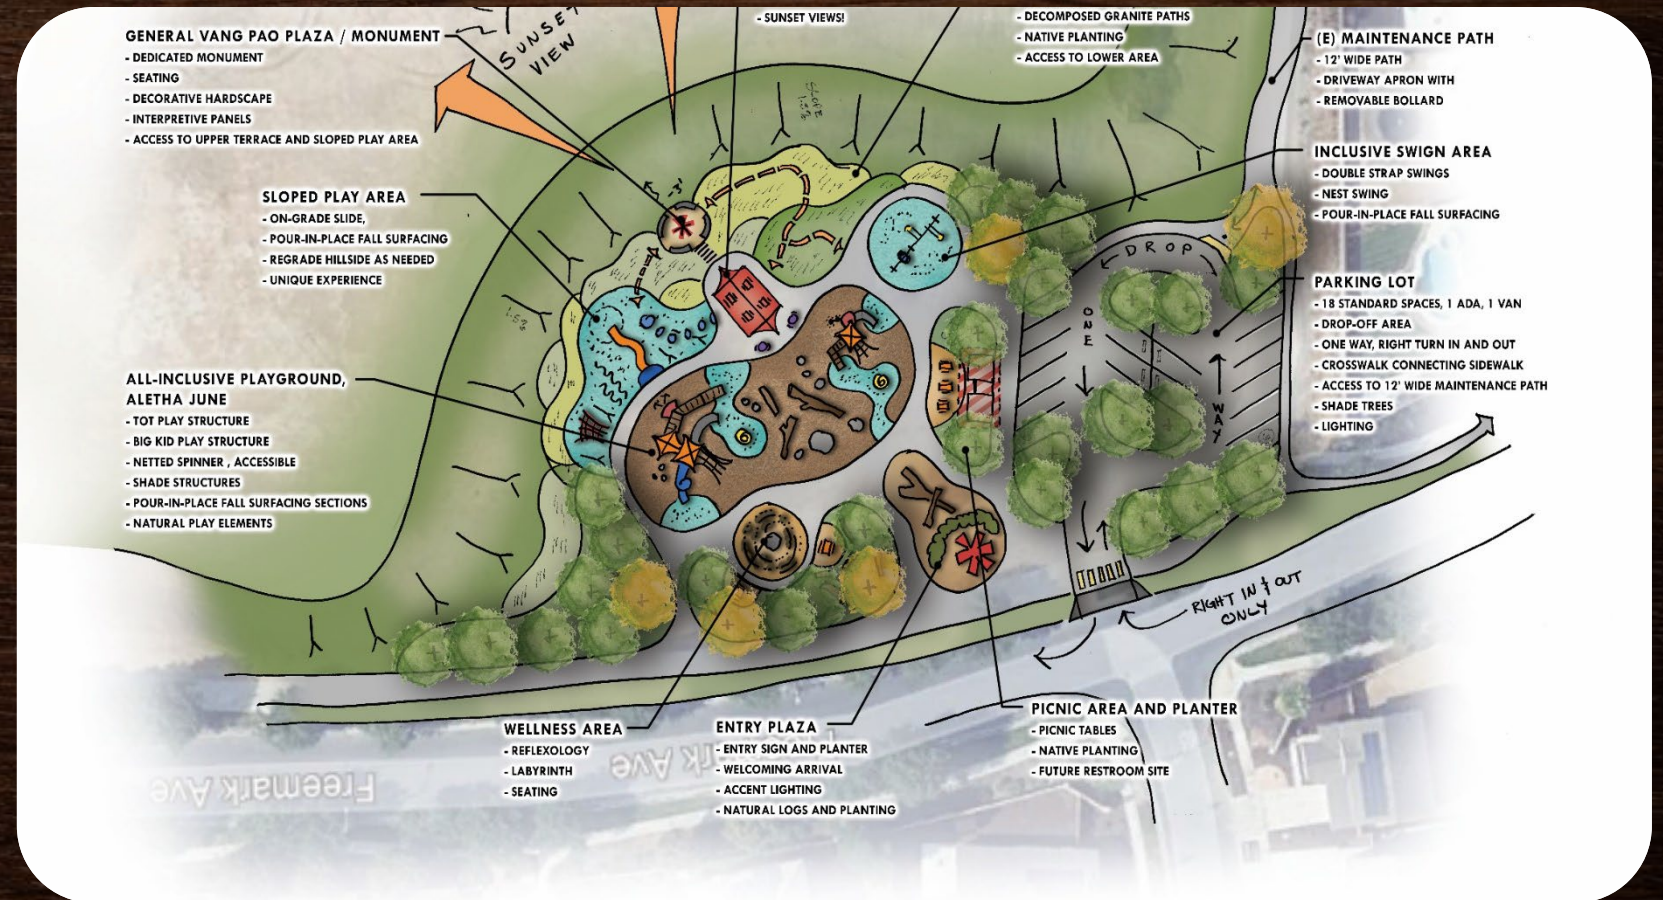 - SUNSET VIEWS!
- DECOMPOSED GRANITE PATHS
- NATIVE PLANTING
- ACCESS TO LOWER AREA
SUNSET
VIEW
GENERAL VANG PAO PLAZA / MONUMENT
- DEDICATED MONUMENT
- SEATING
- DECORATIVE HARDSCAPE
- INTERPRETIVE PANELS
- ACCESS TO UPPER TERRACE AND SLOPED PLAY AREA
(E) MAINTENANCE PATH
- 12' WIDE PATH
- DRIVEWAY APRON WITH
- REMOVABLE BOLLARD
SLOPE
INCLUSIVE SWIGN AREA
- DOUBLE STRAP SWINGS
- NEST SWING
- POUR-IN-PLACE FALL SURFACING
SLOPED PLAY AREA
- ON-GRADE SLIDE,
- POUR-IN-PLACE FALL SURFACING
- REGRADE HILLSIDE AS NEEDED
- UNIQUE EXPERIENCE
-3'
DROP
PARKING LOT
- 18 STANDARD SPACES, 1 ADA, 1 VAN
- DROP-OFF AREA
- ONE WAY, RIGHT TURN IN AND OUT
- CROSSWALK CONNECTING SIDEWALK
- ACCESS TO 12' WIDE MAINTENANCE PATH
- SHADE TREES
- LIGHTING
ONE
WAY
ALL-INCLUSIVE PLAYGROUND,
ALETHA JUNE
- TOT PLAY STRUCTURE
- BIG KID PLAY STRUCTURE
- NETTED SPINNER , ACCESSIBLE
- SHADE STRUCTURES
- POUR-IN-PLACE FALL SURFACING SECTIONS
- NATURAL PLAY ELEMENTS
RIGHT IN & OUT
ONLY
WELLNESS AREA
- REFLEXOLOGY
- LABYRINTH
- SEATING
ENTRY PLAZA
- ENTRY SIGN AND PLANTER
- WELCOMING ARRIVAL
- ACCENT LIGHTING
- NATURAL LOGS AND PLANTING
PICNIC AREA AND PLANTER
- PICNIC TABLES
- NATIVE PLANTING
- FUTURE RESTROOM SITE
Freemark Ave